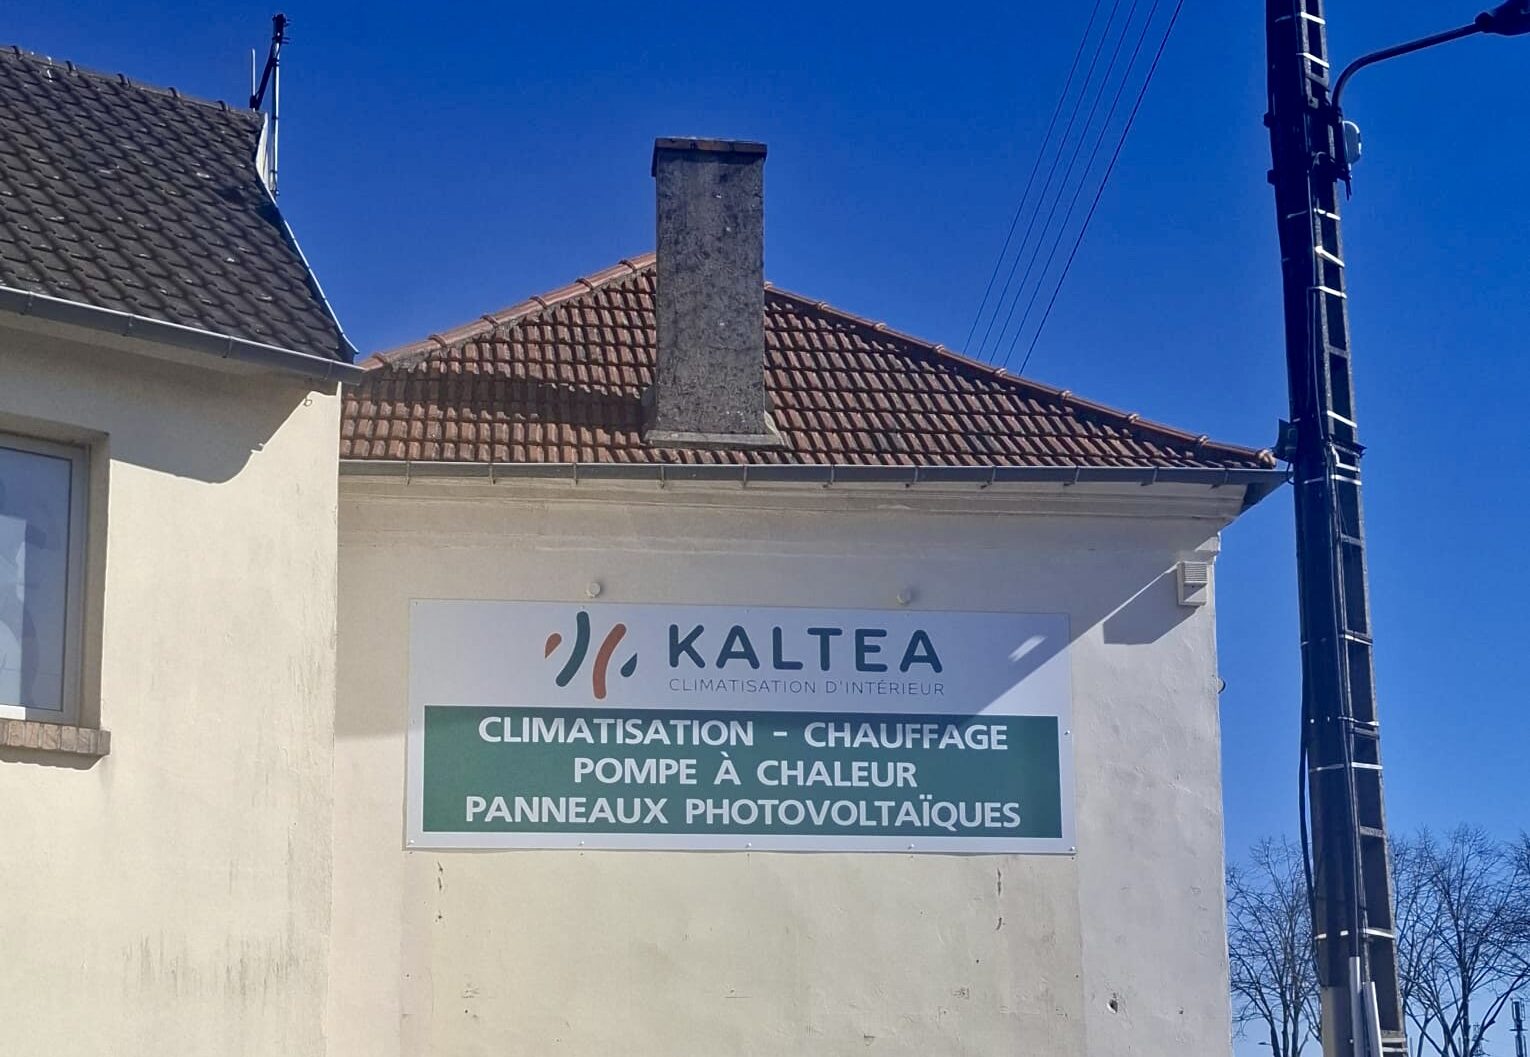 KALTEA
CLIMATISATION D'INTÉRIEUR
CLIMATISATION - CHAUFFAGE
POMPE À CHALEUR
PANNEAUX PHOTOVOLTAÏQUES